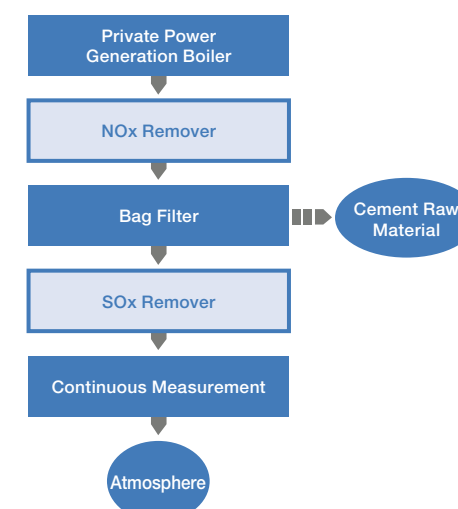 Private Power
Generation Boiler
NOx Remover
Bag Filter
Cement Raw
Material
SOx Remover
Continuous Measurement
Atmosphere